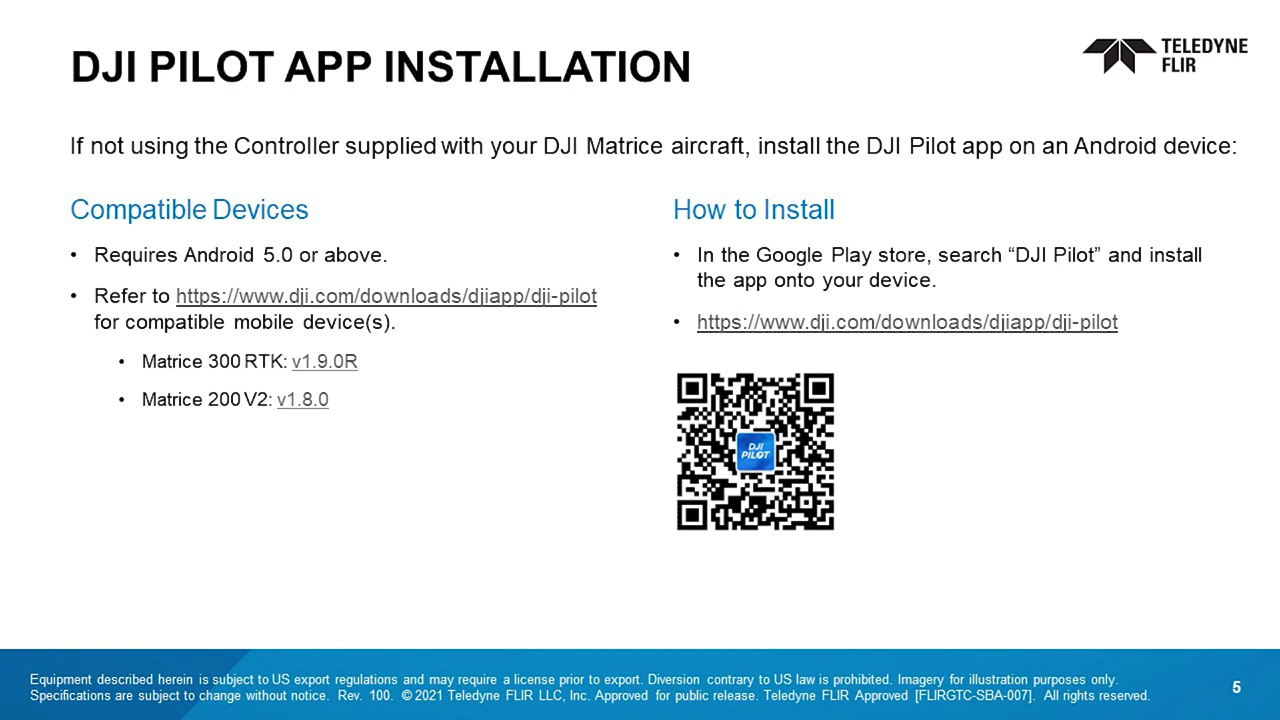 DJI PILOT APP INSTALLATION
TELEDYNE
FLIR
If not using the Controller supplied with your DJI Matrice aircraft, install the DJI Pilot app on an Android device:
Compatible Devices
• Requires Android 5.0 or above.
• Refer to https://www.dji.com/downloads/djiapp/dji-pilot
for compatible mobile device(s).
• Matrice 300 RTK: v1.9.0R
• Matrice 200 V2: v1.8.0
How to Install
• In the Google Play store, search “DJI Pilot” and install
the app onto your device.
• https://www.dji.com/downloads/djiapp/dji-pilot
DJI
PILOT
Equipment described herein is subject to US export regulations and may require a license prior to export. Diversion contrary to US law is prohibited. Imagery for illustration purposes only.
Specifications are subject to change without notice. Rev. 100. © 2021 Teledyne FLIR LLC, Inc. Approved for public release. Teledyne FLIR Approved [FLIRGTC-SBA-007]. All rights reserved.
5